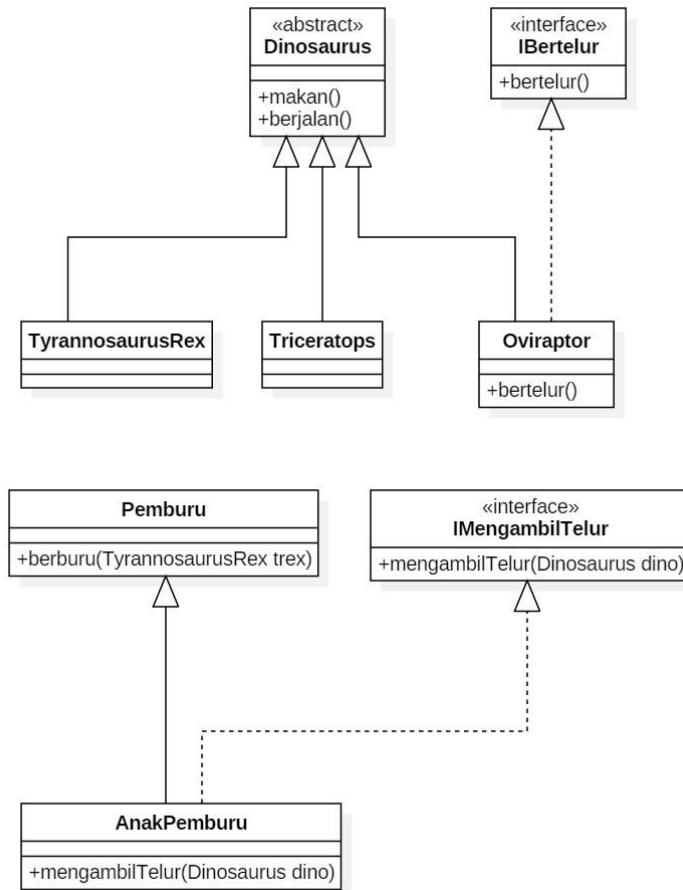 «abstract»
Dinosaurus
+makan()
+berjalan()
«interface»
IBertelur
+bertelur()
TyrannosaurusRex
Triceratops
Oviraptor
+bertelur()
Pemburu
+berburu(TyrannosaurusRex trex)
«interface»
IMengambilTelur
+mengambilTelur(Dinosaurus dino)
AnakPemburu
+mengambilTelur(Dinosaurus dino)